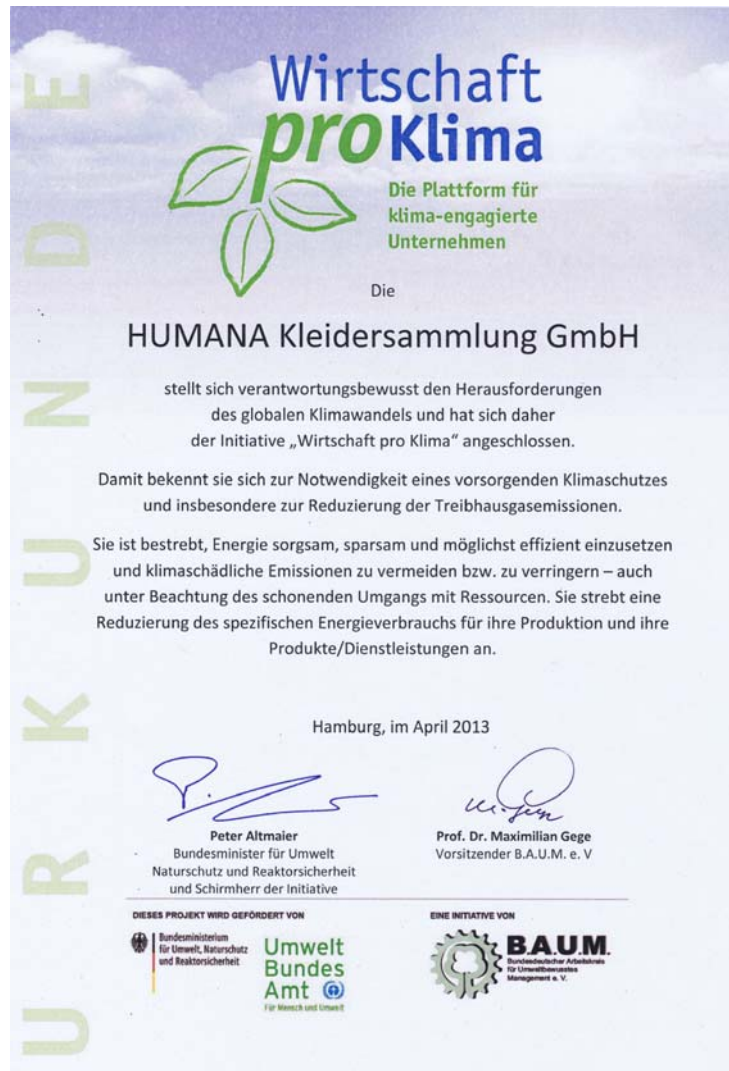 URKUNDE
Wirtschaft
pro Klima
Die Plattform für
klima-engagierte
Unternehmen
Die
HUMANA Kleidersammlung GmbH
stellt sich verantwortungsbewusst den Herausforderungen
des globalen Klimawandels und hat sich daher
der Initiative „Wirtschaft pro Klima“ angeschlossen.
Damit bekennt sie sich zur Notwendigkeit eines vorsorgenden Klimaschutzes
und insbesondere zur Reduzierung der Treibhausgasemissionen.
Sie ist bestrebt, Energie sorgsam, sparsam und möglichst effizient einzusetzen
und klimaschädliche Emissionen zu vermeiden bzw. zu verringern – auch
unter Beachtung des schonenden Umgangs mit Ressourcen. Sie strebt eine
Reduzierung des spezifischen Energieverbrauchs für ihre Produktion und ihre
Produkte/Dienstleistungen an.
Hamburg, im April 2013
Peter Altmaier
Bundesminister für Umwelt
Naturschutz und Reaktorsicherheit
und Schirmherr der Initiative
Prof. Dr. Maximilian Gege
Vorsitzender B.A.U.M. e. V
DIESES PROJEKT WIRD GEFÖRDERT VON
Bundesministerium
für Umwelt, Naturschutz
und Reaktorsicherheit
Umwelt
Bundes
Amt
Für Mensch und Umwelt
EINE INITIATIVE VON
B.A.U.M.
Bundesdeutscher Arbeitskreis
für Umweltbewusstes
Management e. V.